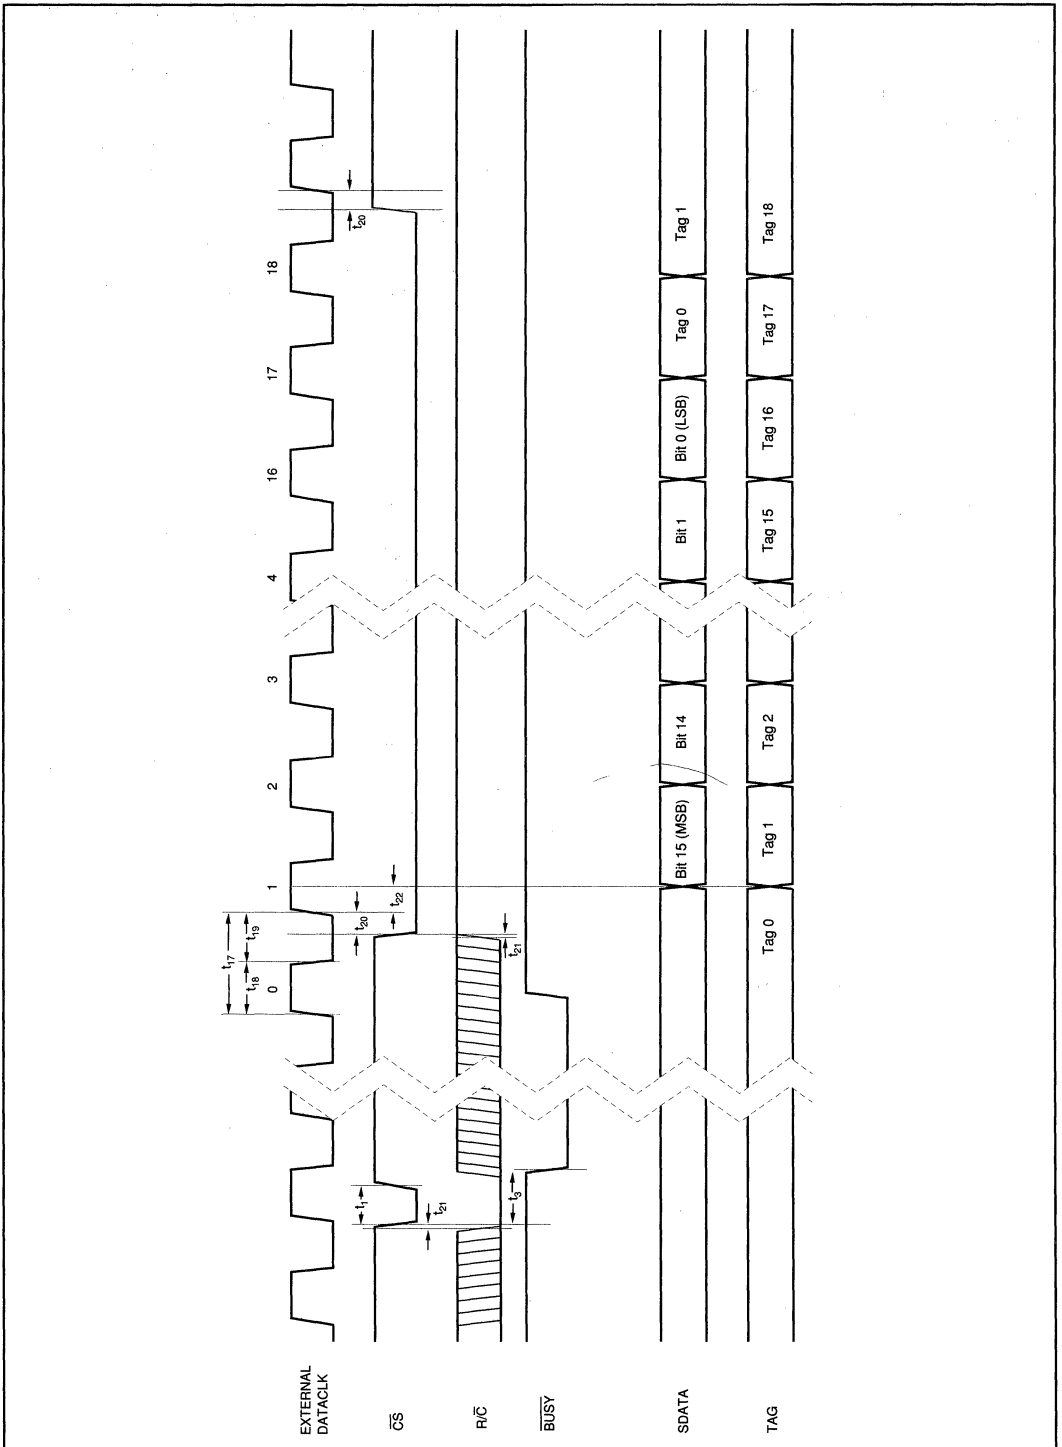 EXTERNAL
DATACLK
0
1
2
3
4
16
17
18
t17
t18
t19
CS
t1
t21
t20
t22
t20
R/C
t21
BUSY
t3
SDATA
Bit 15 (MSB)
Bit 14
Bit 1
Bit 0 (LSB)
Tag 0
Tag 1
TAG
Tag 0
Tag 1
Tag 2
Tag 15
Tag 16
Tag 17
Tag 18